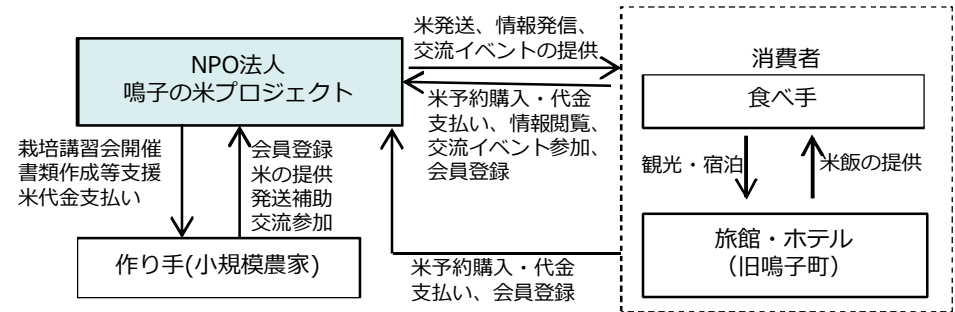 NPO法人
鳴子の米プロジェクト
米発送、情報発信、
交流イベントの提供
米予約購入・代金
支払い、情報閲覧、
交流イベント参加、
会員登録
消費者
食べ手
観光・宿泊
米飯の提供
旅館・ホテル
（旧鳴子町）
栽培講習会開催
書類作成等支援
米代金支払い
会員登録
米の提供
発送補助
交流参加
作り手(小規模農家)
米予約購入・代金
支払い、会員登録